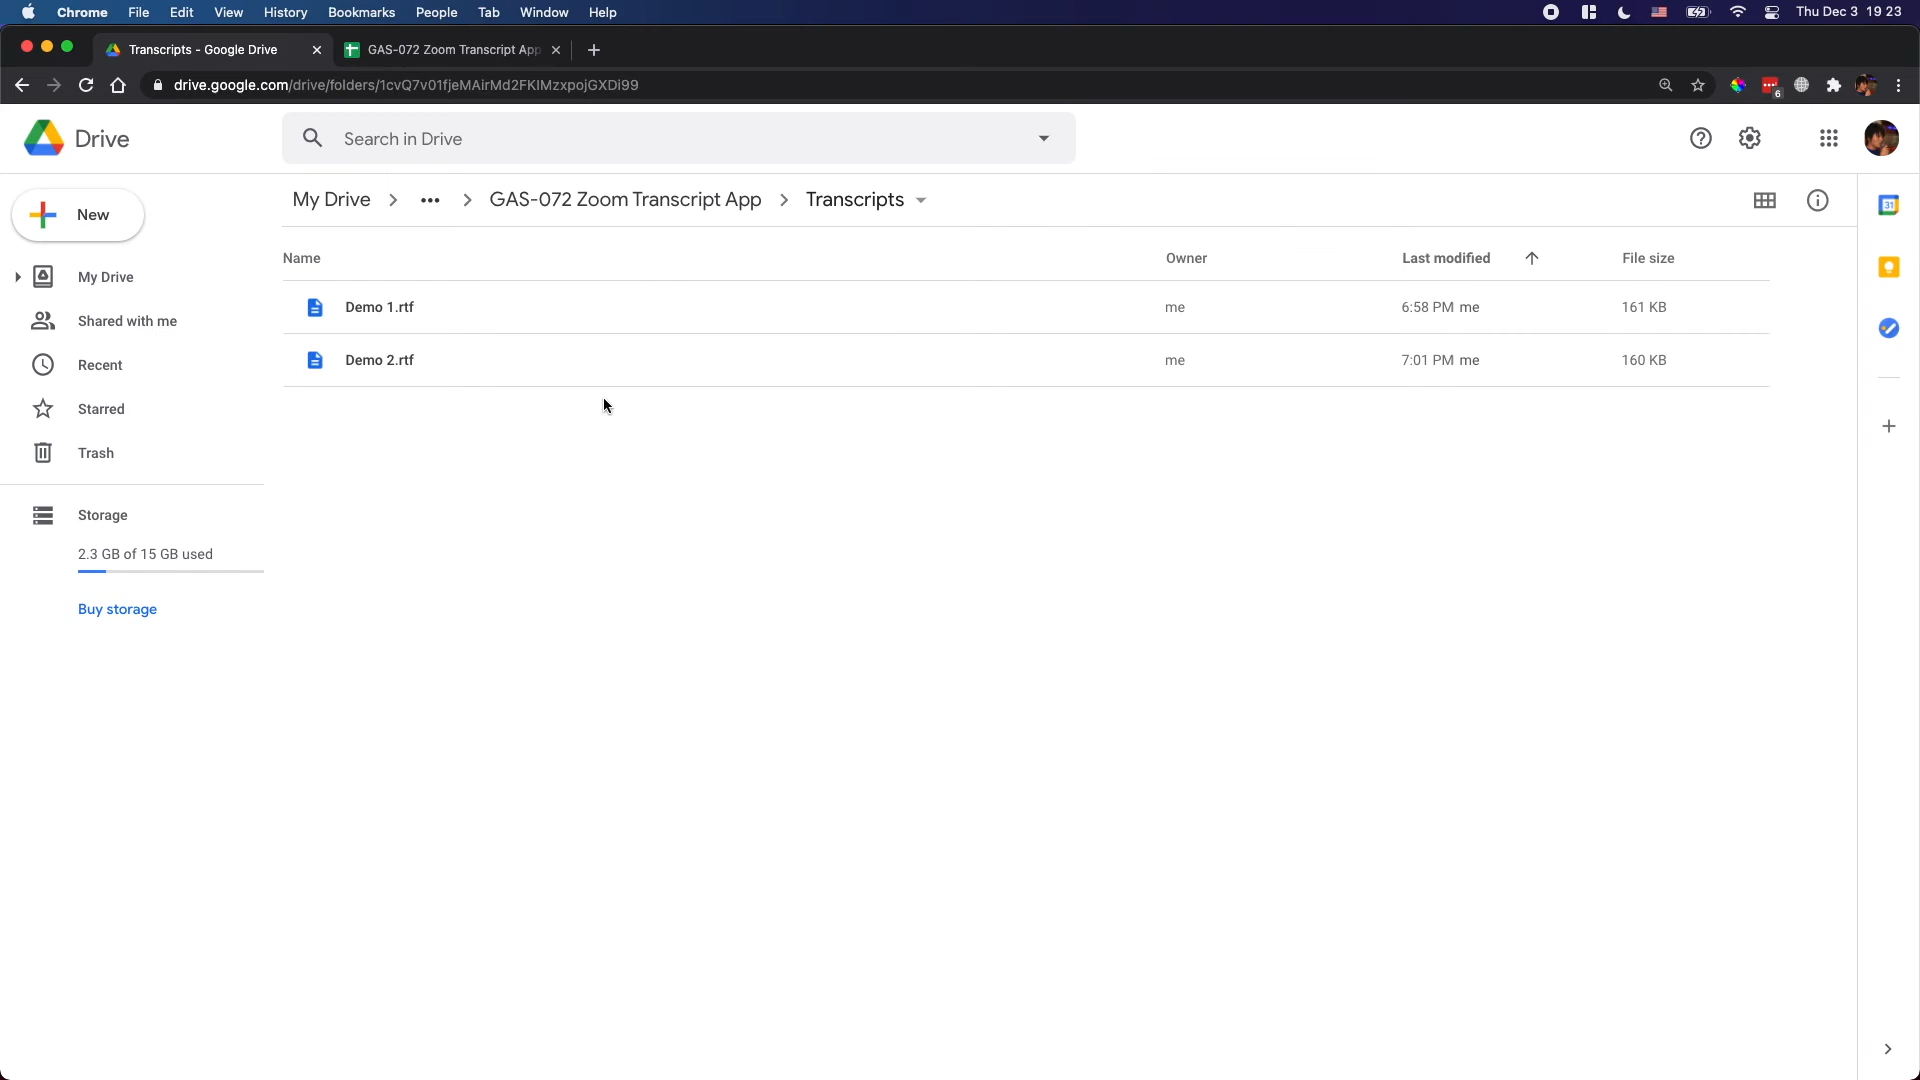 Chrome File Edit View History Bookmarks People Tab Window Help Thu Dec 3 19 23
Transcripts - Google Drive GAS-072 Zoom Transcript App
drive.google.com/drive/folders/1cvQ7v01fjeMAirMd2FKIMzxpojGXDi99
6
Drive Search in Drive
My Drive ... GAS-072 Zoom Transcript App Transcripts
New
31
Name Owner Last modified File size
My Drive
Demo 1.rtf me 6:58 PM me 161 KB
Shared with me
Demo 2.rtf me 7:01 PM me 160 KB
Recent
Starred
Trash
Storage
2.3 GB of 15 GB used
Buy storage